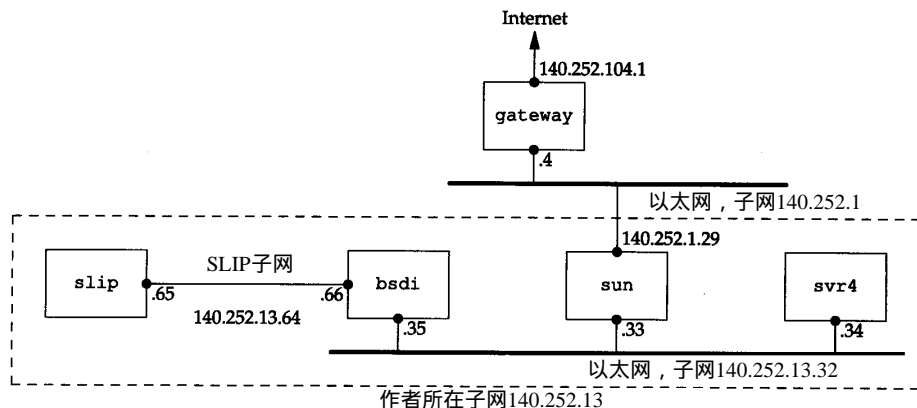 Internet
140.252.104.1
gateway
.4
以太网，子网140.252.1
140.252.1.29
slip
SLIP子网
bsdi
sun
svr4
.65
.66
140.252.13.64
.35
.33
.34
以太网，子网140.252.13.32
作者所在子网140.252.13